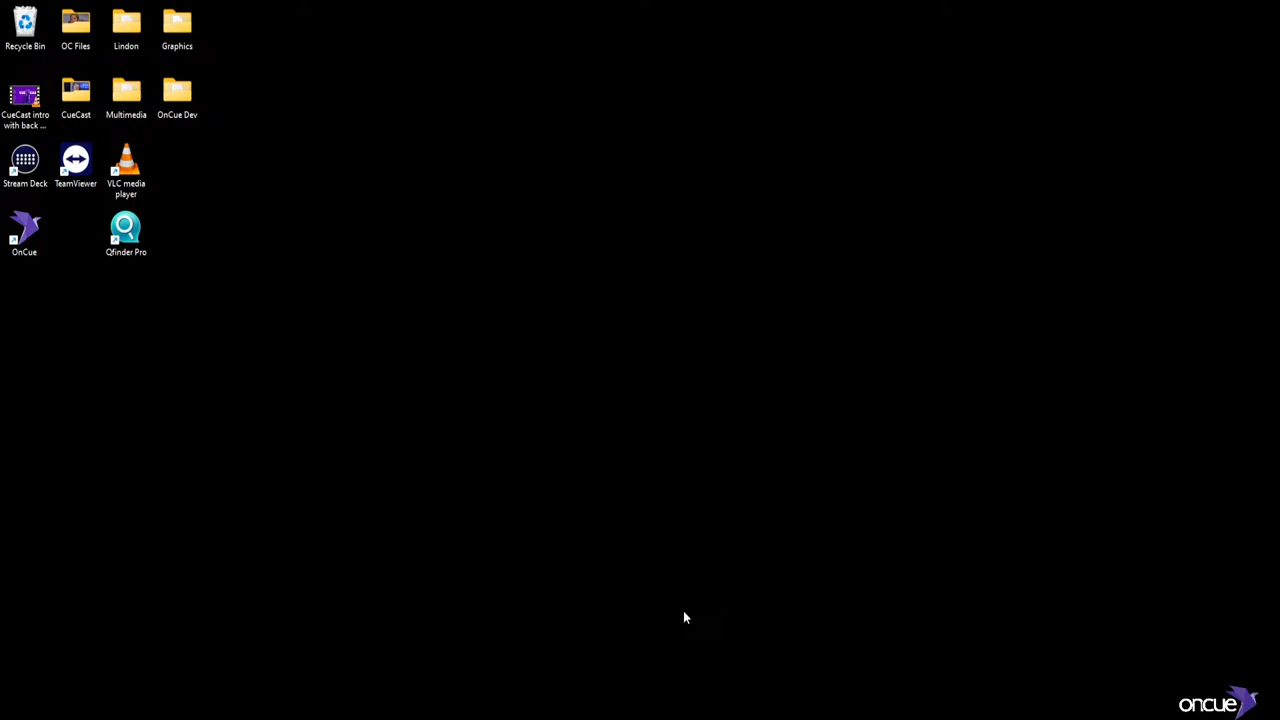 Recycle Bin
OC Files
Lindon
Graphics
CueCast intro
with back ...
CueCast
Multimedia
OnCue Dev
Stream Deck
TeamViewer
VLC media
player
OnCue
Qfinder Pro
oncue